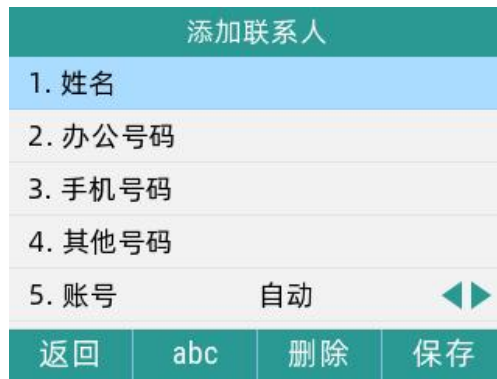 添加联系人
1. 姓名
2. 办公号码
3. 手机号码
4. 其他号码
5. 账号 自动
返回 abc 删除 保存